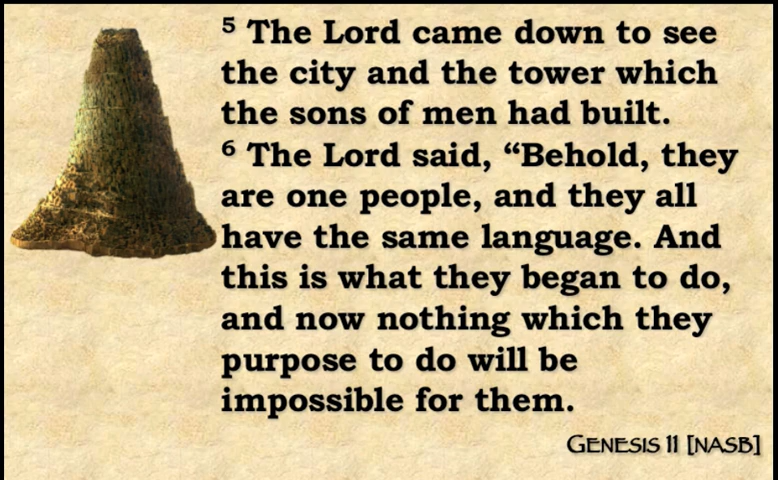 ⁵ The Lord came down to see
the city and the tower which
the sons of men had built.
⁶ The Lord said, “Behold, they
are one people, and they all
have the same language. And
this is what they began to do,
and now nothing which they
purpose to do will be
impossible for them.
Genesis 11 [NASB]